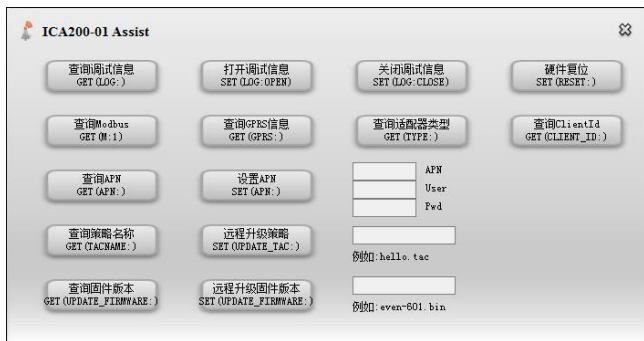 ICA200-01 Assist
查询调试信息
GET(LOG:)
打开调试信息
SET(LOG:OPEN)
关闭调试信息
SET(LOG:CLOSE)
硬件复位
SET(RESET:)
查询Modbus
GET(M:1)
查询GPRS信息
GET(GPRS:)
查询适配器类型
GET(TYPE:)
查询ClientId
GET(CLIENT_ID:)
查询APN
GET(APN:)
设置APN
SET(APN:)
APN
User
Pwd
查询策略名称
GET(TACNAME:)
远程升级策略
SET(UPDATE_TAC:)
例如:hello.tac
查询固件版本
GET(UPDATE_FIRMWARE:)
远程升级固件版本
SET(UPDATE_FIRMWARE:)
例如:even-601.bin